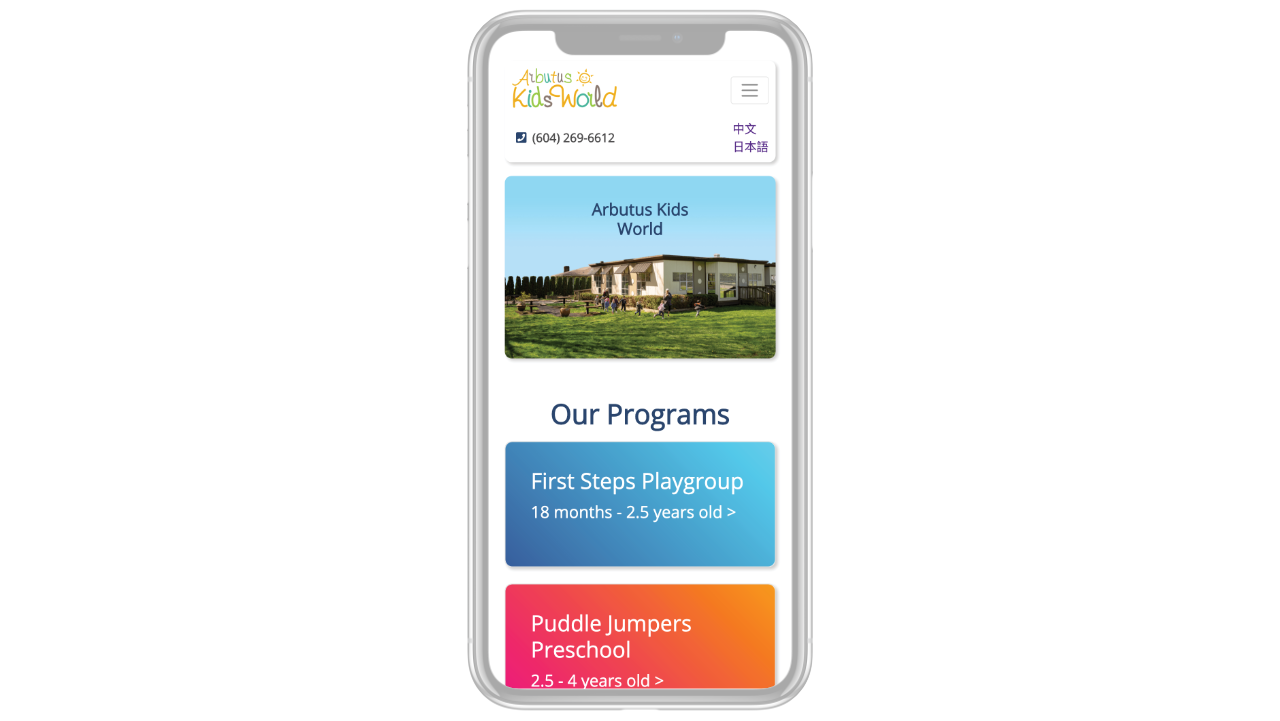 Arbutus
Kids World
(604) 269-6612
中文
日本語
Arbutus Kids
World
Our Programs
First Steps Playgroup
18 months - 2.5 years old >
Puddle Jumpers
Preschool
2.5 - 4 years old >